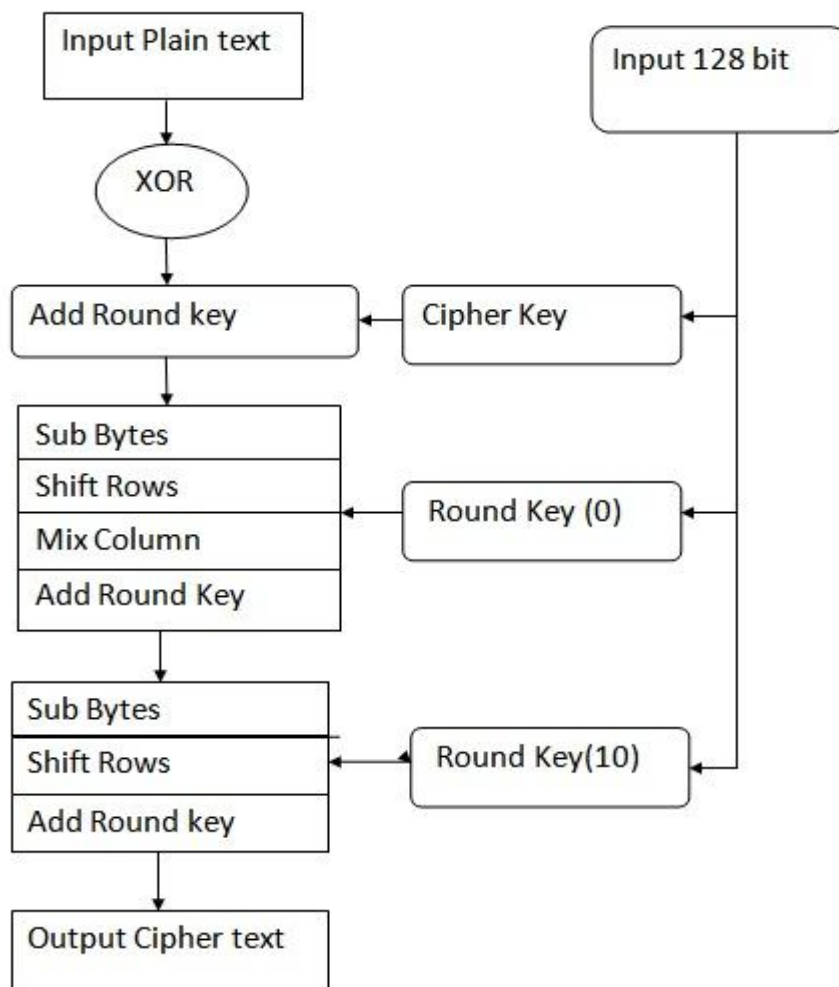 Input Plain text
Input 128 bit
XOR
Add Round key
Cipher Key
Sub Bytes
Shift Rows
Round Key (0)
Mix Column
Add Round Key
Sub Bytes
Shift Rows
Round Key(10)
Add Round key
Output Cipher text